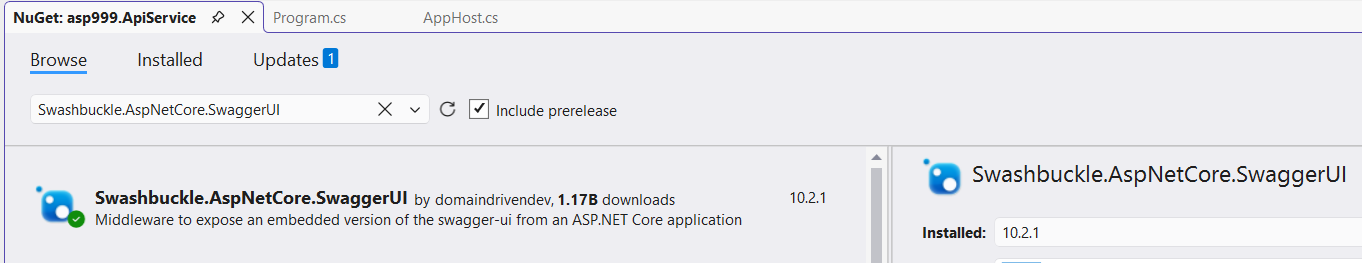 NuGet: asp999.ApiService Program.cs AppHost.cs
Browse Installed Updates 1
Swashbuckle.AspNetCore.SwaggerUI Include prerelease
Swashbuckle.AspNetCore.SwaggerUI by domaindrivendev, 1.17B downloads 10.2.1
Middleware to expose an embedded version of the swagger-ui from an ASP.NET Core application
Swashbuckle.AspNetCore.SwaggerUI
Installed: 10.2.1